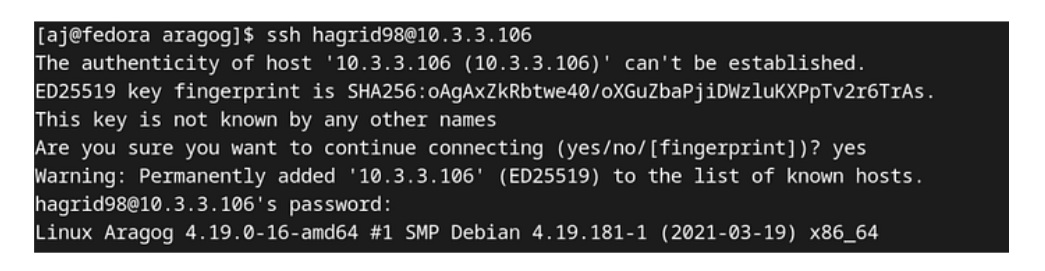 [aj@fedora aragog]$ ssh hagrid98@10.3.3.106
The authenticity of host '10.3.3.106 (10.3.3.106)' can't be established.
ED25519 key fingerprint is SHA256:oAgAxZkRbtwe40/oXGuZbaPjiDWzluKXPpTv2r6TrAs.
This key is not known by any other names
Are you sure you want to continue connecting (yes/no/[fingerprint])? yes
Warning: Permanently added '10.3.3.106' (ED25519) to the list of known hosts.
hagrid98@10.3.3.106's password:
Linux Aragog 4.19.0-16-amd64 #1 SMP Debian 4.19.181-1 (2021-03-19) x86_64